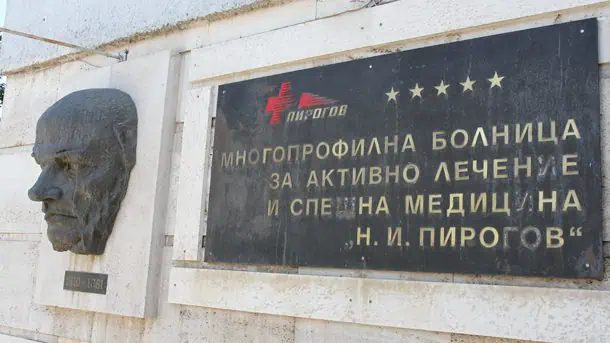 ПИРОГОВ
МНОГОПРОФИЛНА БОЛНИЦА
ЗА АКТИВНО ЛЕЧЕНИЕ
И СПЕШНА МЕДИЦИНА
„Н. И. ПИРОГОВ“